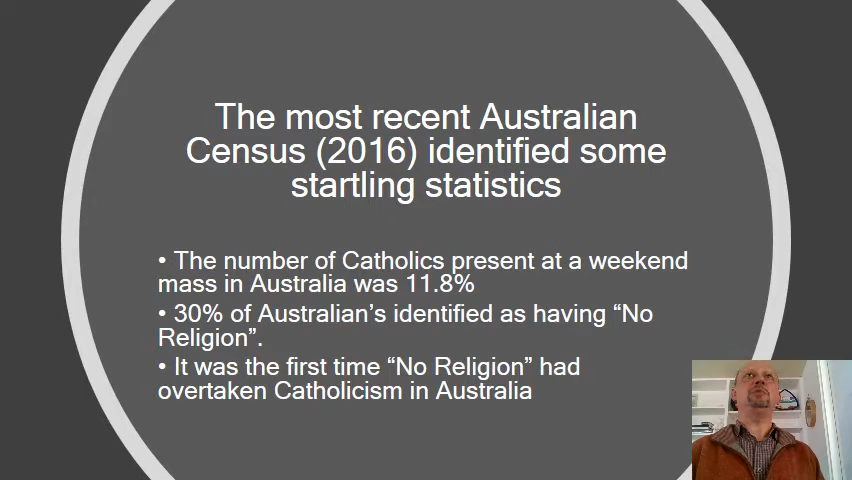 The most recent Australian
Census (2016) identified some
startling statistics
• The number of Catholics present at a weekend
mass in Australia was 11.8%
• 30% of Australian's identified as having “No
Religion”.
• It was the first time “No Religion” had
overtaken Catholicism in Australia